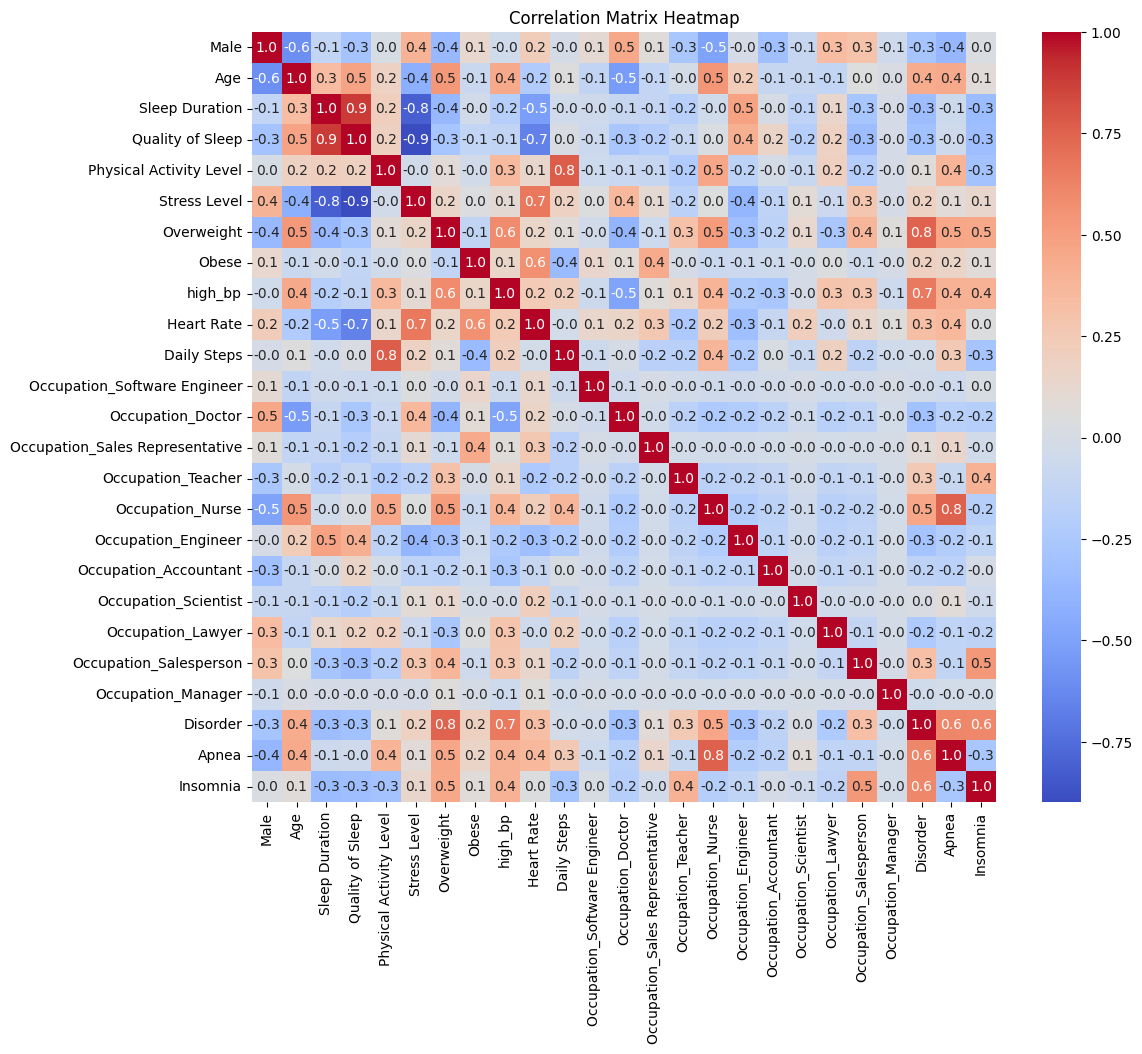 Correlation Matrix Heatmap
Male 1.0 -0.6 -0.1 -0.3 0.0 0.4 -0.4 0.1 -0.0 0.2 -0.0 0.1 0.5 0.1 -0.3 -0.5 -0.0 -0.3 -0.1 0.3 0.3 -0.1 -0.3 -0.4 0.0 1.00
Age -0.6 1.0 0.3 0.5 0.2 -0.4 0.5 -0.1 0.4 -0.2 0.1 -0.1 -0.5 -0.1 -0.0 0.5 0.2 -0.1 -0.1 -0.1 0.0 0.0 0.4 0.4 0.1
Sleep Duration -0.1 0.3 1.0 0.9 0.2 -0.8 -0.4 -0.0 -0.2 -0.5 -0.0 -0.0 -0.1 -0.1 -0.2 -0.0 0.5 -0.0 -0.1 0.1 -0.3 -0.0 -0.3 -0.1 -0.3
Quality of Sleep -0.3 0.5 0.9 1.0 0.2 -0.9 -0.3 -0.1 -0.1 -0.7 0.0 -0.1 -0.3 -0.2 -0.1 0.0 0.4 0.2 -0.2 0.2 -0.3 -0.0 -0.3 -0.0 -0.3 0.75
Physical Activity Level 0.0 0.2 0.2 0.2 1.0 -0.0 0.1 -0.0 0.3 0.1 0.8 -0.1 -0.1 -0.1 -0.2 0.5 -0.2 -0.0 -0.1 0.2 -0.2 -0.0 0.1 0.4 -0.3
Stress Level 0.4 -0.4 -0.8 -0.9 -0.0 1.0 0.2 -0.0 0.1 0.7 0.2 0.0 0.4 0.1 -0.2 0.0 -0.4 -0.1 0.1 -0.1 0.3 -0.0 0.2 0.1 0.1
Overweight -0.4 0.5 -0.4 -0.3 0.1 0.2 1.0 -0.1 0.6 0.2 0.1 -0.0 -0.4 -0.1 0.3 0.5 -0.3 -0.2 0.1 -0.3 0.4 0.1 0.8 0.5 0.5 0.50
Obese 0.1 -0.1 -0.0 -0.1 -0.0 0.0 -0.1 1.0 0.1 0.6 -0.4 0.1 0.1 0.4 -0.0 -0.1 -0.1 -0.1 -0.0 0.0 -0.1 -0.0 0.2 0.2 0.1
high_bp -0.0 0.4 -0.2 -0.1 0.3 0.1 0.6 0.1 1.0 0.2 0.2 -0.1 -0.5 0.1 0.1 0.4 -0.2 -0.3 -0.0 0.3 0.3 -0.1 0.7 0.4 0.4
Heart Rate 0.2 -0.2 -0.5 -0.7 0.1 0.7 0.2 0.6 0.2 1.0 -0.0 0.1 0.2 0.3 -0.2 0.2 -0.3 -0.1 0.2 -0.0 0.1 0.1 0.3 0.4 0.0 0.25
Daily Steps -0.0 0.1 -0.0 0.0 0.8 0.2 0.1 -0.4 0.2 -0.0 1.0 -0.1 -0.0 -0.2 -0.2 0.4 -0.2 0.0 -0.1 0.2 -0.2 -0.0 -0.0 0.3 -0.3
Occupation_Software Engineer 0.1 -0.1 -0.0 -0.1 -0.1 0.0 -0.0 0.1 -0.1 0.1 -0.1 1.0 -0.1 -0.0 -0.0 -0.1 -0.0 -0.0 -0.0 -0.0 -0.0 -0.0 -0.0 -0.1 0.0
Occupation_Doctor 0.5 -0.5 -0.1 -0.3 -0.1 0.4 -0.4 0.1 -0.5 0.2 -0.0 -0.1 1.0 -0.0 -0.2 -0.2 -0.2 -0.1 -0.1 -0.2 -0.1 -0.0 -0.3 -0.2 -0.2 0.00
Occupation_Sales Representative 0.1 -0.1 -0.1 -0.2 -0.1 0.1 -0.1 0.4 0.1 0.3 -0.2 -0.0 -0.0 1.0 -0.0 -0.0 -0.0 -0.0 -0.0 -0.0 -0.0 -0.0 0.1 0.1 -0.0
Occupation_Teacher -0.3 -0.0 -0.2 -0.1 -0.2 -0.2 0.3 -0.0 0.1 -0.2 -0.2 -0.0 -0.2 -0.0 1.0 -0.2 -0.2 -0.1 -0.0 -0.1 -0.1 -0.0 0.3 -0.1 0.4
Occupation_Nurse -0.5 0.5 -0.0 0.0 0.5 0.0 0.5 -0.1 0.4 0.2 0.4 -0.1 -0.2 -0.0 -0.2 1.0 -0.2 -0.2 -0.1 -0.2 -0.2 -0.0 0.5 0.8 -0.2
Occupation_Engineer -0.0 0.2 0.5 0.4 -0.2 -0.4 -0.3 -0.1 -0.2 -0.3 -0.2 -0.0 -0.2 -0.0 -0.2 -0.2 1.0 -0.1 -0.0 -0.2 -0.1 -0.0 -0.3 -0.2 -0.1 −0.25
Occupation_Accountant -0.3 -0.1 -0.0 0.2 -0.0 -0.1 -0.2 -0.1 -0.3 -0.1 0.0 -0.0 -0.2 -0.0 -0.1 -0.2 -0.1 1.0 -0.0 -0.1 -0.1 -0.0 -0.2 -0.2 -0.0
Occupation_Scientist -0.1 -0.1 -0.1 -0.2 -0.1 0.1 0.1 -0.0 -0.0 0.2 -0.1 -0.0 -0.1 -0.0 -0.0 -0.1 -0.0 -0.0 1.0 -0.0 -0.0 -0.0 0.0 0.1 -0.1
Occupation_Lawyer 0.3 -0.1 0.1 0.2 0.2 -0.1 -0.3 0.0 0.3 -0.0 0.2 -0.0 -0.2 -0.0 -0.1 -0.2 -0.2 -0.1 -0.0 1.0 -0.1 -0.0 -0.2 -0.1 -0.2 −0.50
Occupation_Salesperson 0.3 0.0 -0.3 -0.3 -0.2 0.3 0.4 -0.1 0.3 0.1 -0.2 -0.0 -0.1 -0.0 -0.1 -0.2 -0.1 -0.1 -0.0 -0.1 1.0 -0.0 0.3 -0.1 0.5
Occupation_Manager -0.1 0.0 -0.0 -0.0 -0.0 -0.0 0.1 -0.0 -0.1 0.1 -0.0 -0.0 -0.0 -0.0 -0.0 -0.0 -0.0 -0.0 -0.0 -0.0 -0.0 1.0 -0.0 -0.0 -0.0
Disorder -0.3 0.4 -0.3 -0.3 0.1 0.2 0.8 0.2 0.7 0.3 -0.0 -0.0 -0.3 0.1 0.3 0.5 -0.3 -0.2 0.0 -0.2 0.3 -0.0 1.0 0.6 0.6 −0.75
Apnea -0.4 0.4 -0.1 -0.0 0.4 0.1 0.5 0.2 0.4 0.4 0.3 -0.1 -0.2 0.1 -0.1 0.8 -0.2 -0.2 0.1 -0.1 -0.1 -0.0 0.6 1.0 -0.3
Insomnia 0.0 0.1 -0.3 -0.3 -0.3 0.1 0.5 0.1 0.4 0.0 -0.3 0.0 -0.2 -0.0 0.4 -0.2 -0.1 -0.0 -0.1 -0.2 0.5 -0.0 0.6 -0.3 1.0
Male
Age
Sleep Duration
Quality of Sleep
Physical Activity Level
Stress Level
Overweight
Obese
high_bp
Heart Rate
Daily Steps
Occupation_Software Engineer
Occupation_Doctor
Occupation_Sales Representative
Occupation_Teacher
Occupation_Nurse
Occupation_Engineer
Occupation_Accountant
Occupation_Scientist
Occupation_Lawyer
Occupation_Salesperson
Occupation_Manager
Disorder
Apnea
Insomnia